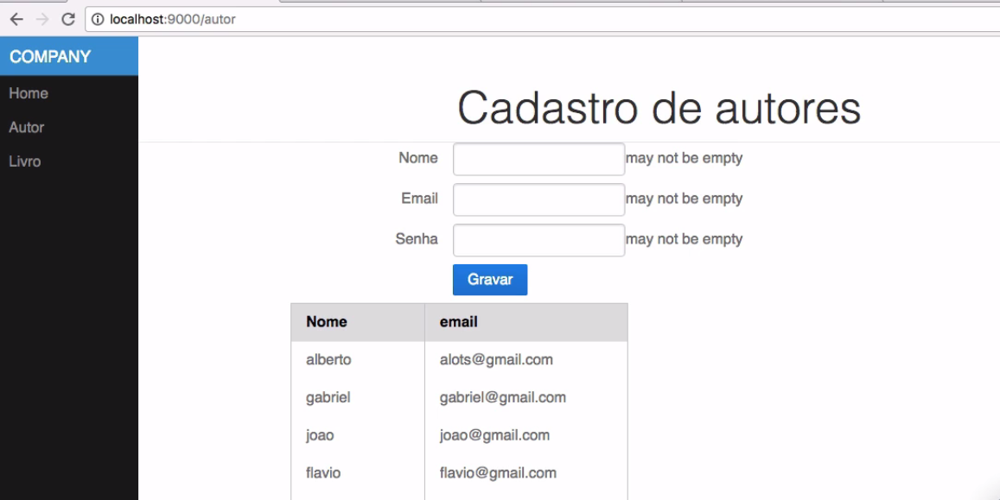 localhost:9000/autor
COMPANY
Home
Autor
Livro
Cadastro de autores
Nome may not be empty
Email may not be empty
Senha may not be empty
Gravar
Nome email
alberto alots@gmail.com
gabriel gabriel@gmail.com
joao joao@gmail.com
flavio flavio@gmail.com